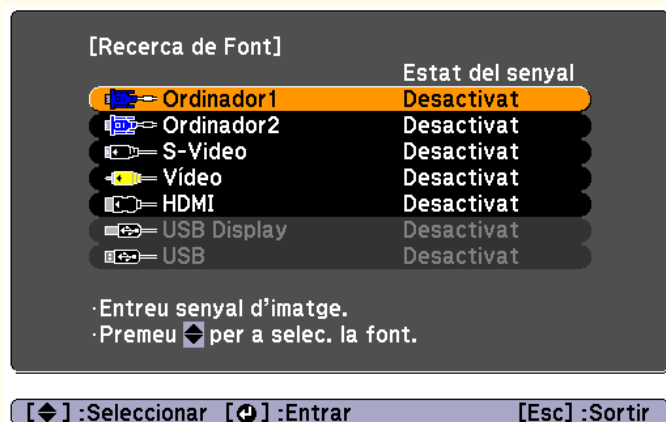 [Recerca de Font]
Estat del senyal
Ordinador1 Desactivat
Ordinador2 Desactivat
S-Video Desactivat
Vídeo Desactivat
HDMI Desactivat
USB Display Desactivat
USB Desactivat
·Entreu senyal d'imatge.
·Premeu per a selec. la font.
[ ] :Seleccionar [ ] :Entrar [Esc] :Sortir